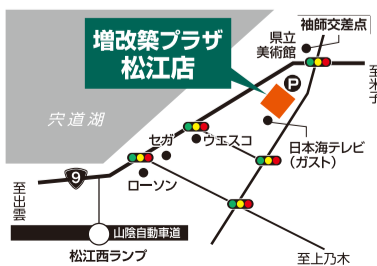 袖師交差点
県立
美術館
増改築プラザ
松江店
P
至米子
宍道湖
セガ
ウエスコ
日本海テレビ
(ガスト)
ローソン
9
至出雲
山陰自動車道
松江西ランプ
至上乃木